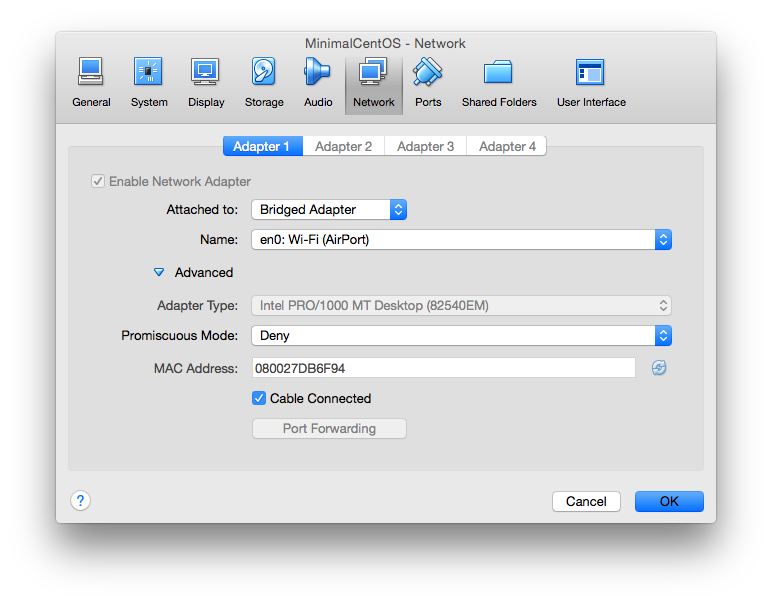 MinimalCentOS - Network
General System Display Storage Audio Network Ports Shared Folders User Interface
Adapter 1 Adapter 2 Adapter 3 Adapter 4
Enable Network Adapter
Attached to: Bridged Adapter
Name: en0: Wi-Fi (AirPort)
Advanced
Adapter Type: Intel PRO/1000 MT Desktop (82540EM)
Promiscuous Mode: Deny
MAC Address: 080027DB6F94
Cable Connected
Port Forwarding
? Cancel OK